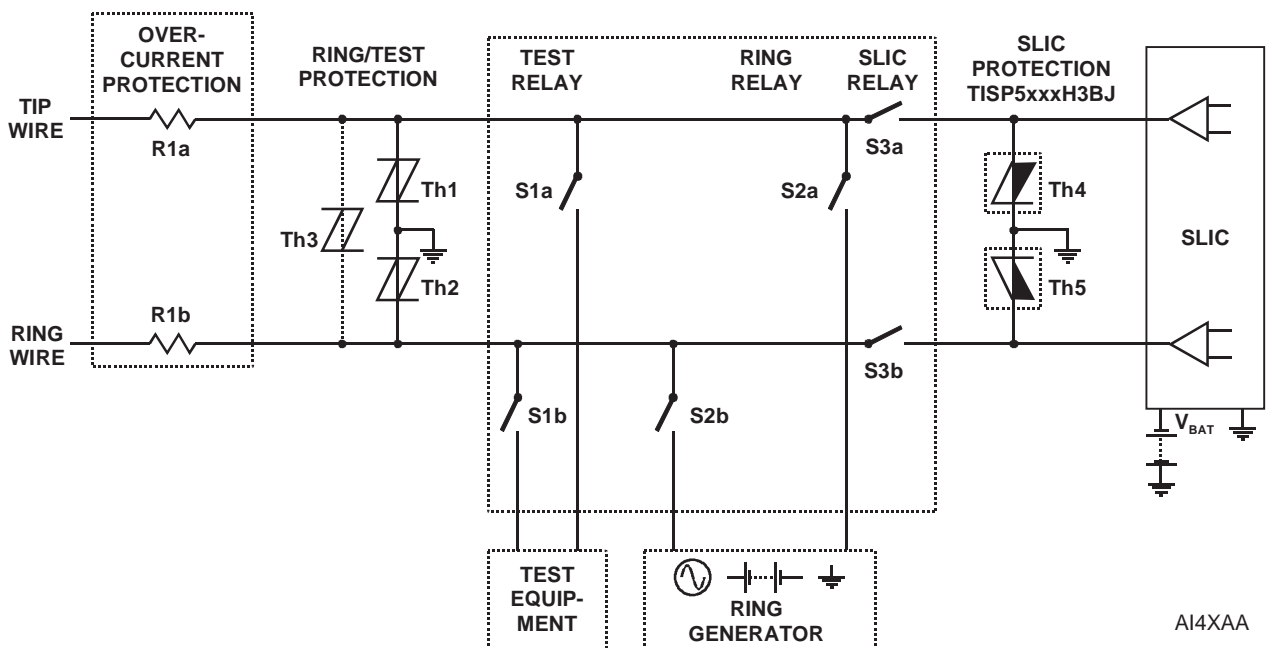 OVER-
CURRENT
PROTECTION
RING/TEST
PROTECTION
TEST
RELAY
RING
RELAY
SLIC
RELAY
SLIC
PROTECTION
TISP5xxxH3BJ
TIP
WIRE
R1a
S3a
Th1
S1a
S2a
Th4
Th3
SLIC
Th2
Th5
R1b
RING
WIRE
S3b
S1b
S2b
VBAT
TEST
EQUIP-
MENT
RING
GENERATOR
AI4XAA